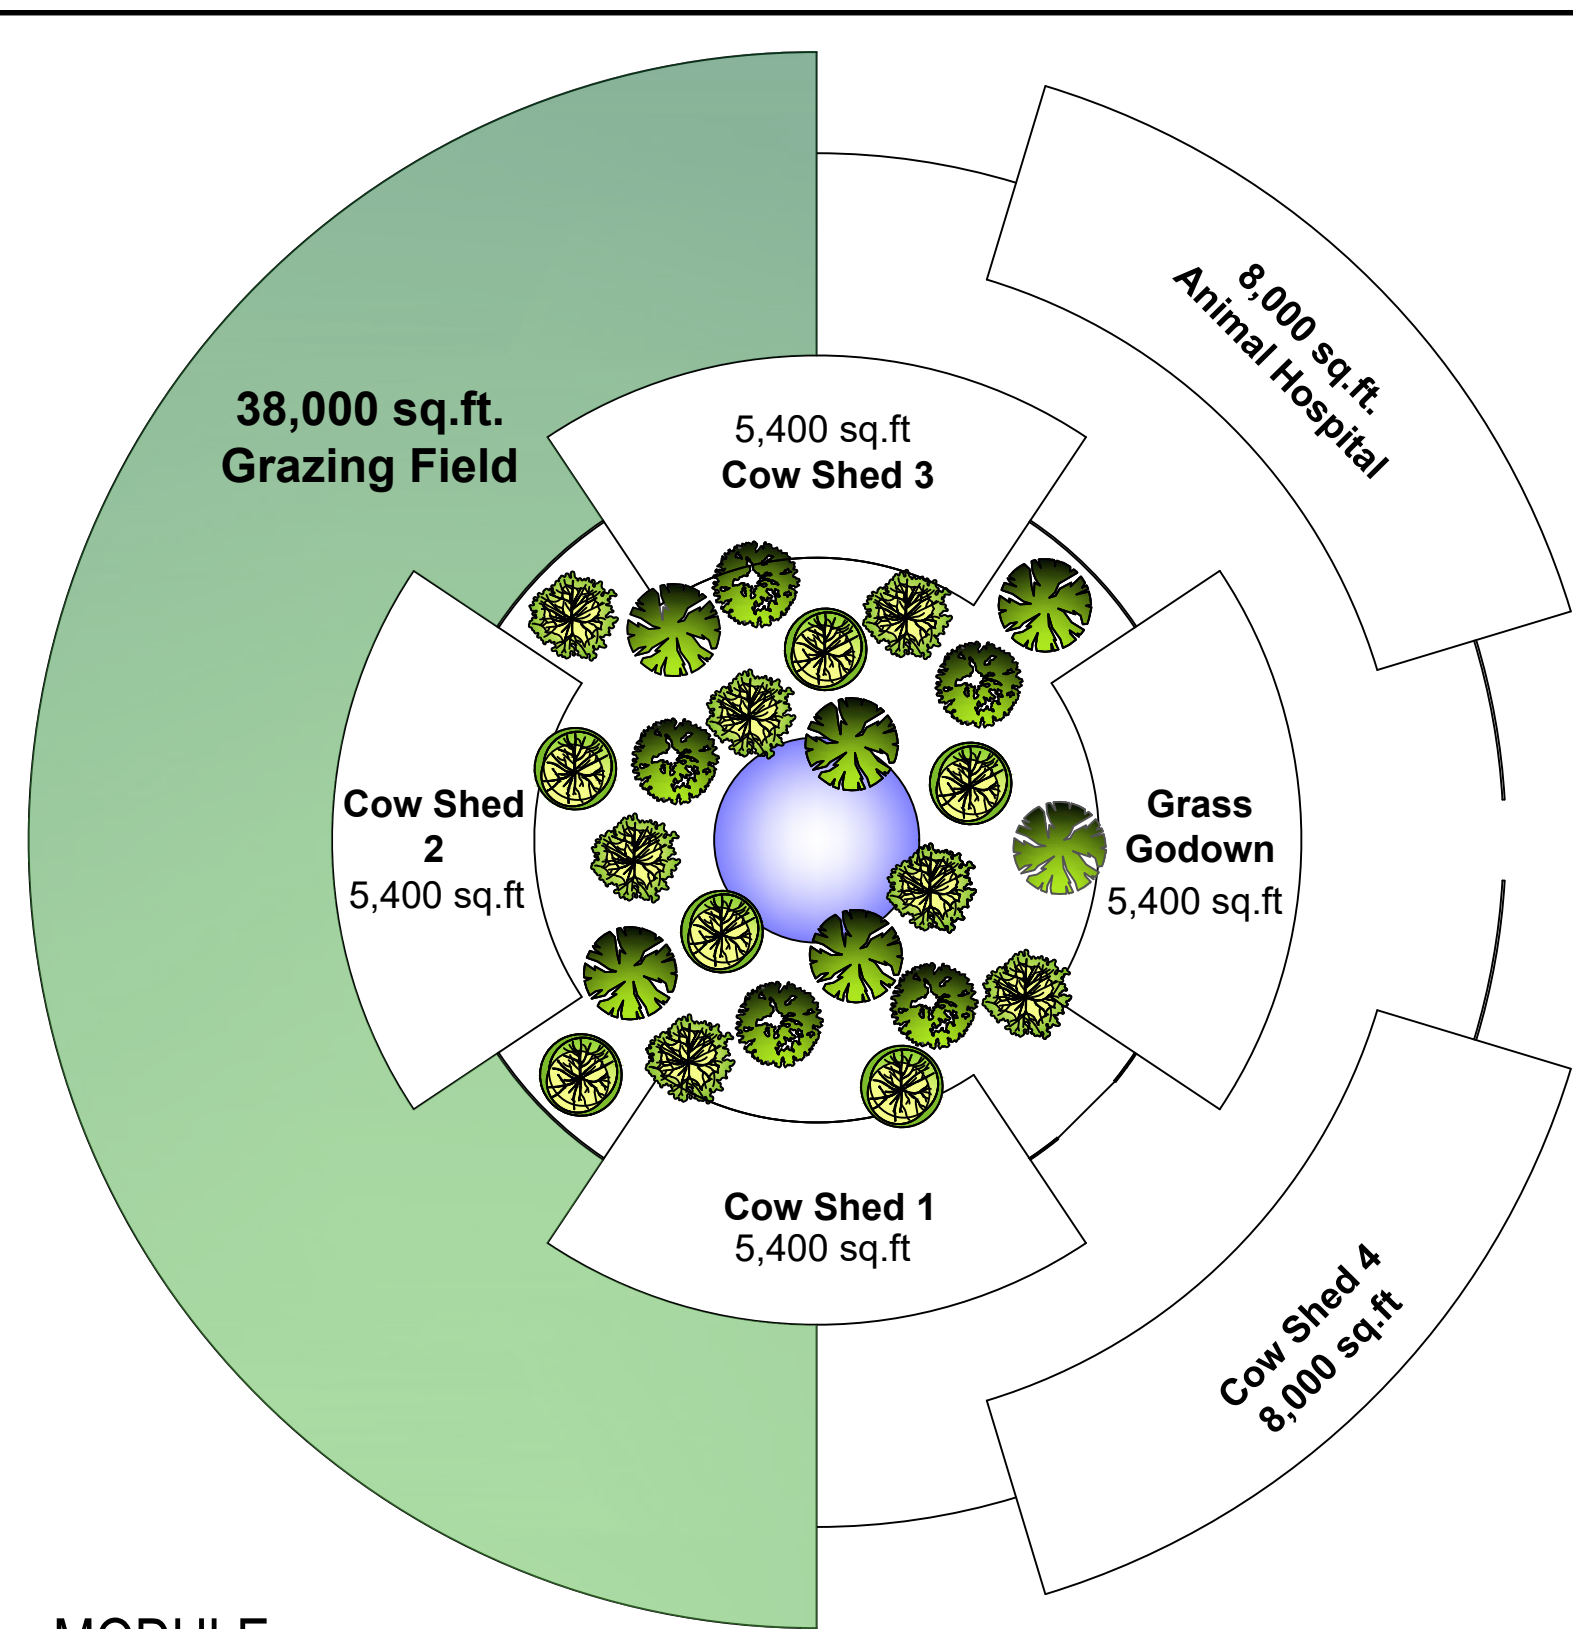 8,000 sq.ft.
Animal Hospital
38,000 sq.ft.
Grazing Field
5,400 sq.ft
Cow Shed 3
Cow Shed
2
5,400 sq.ft
Grass
Godown
5,400 sq.ft
Cow Shed 1
5,400 sq.ft
Cow Shed 4
8,000 sq.ft
MODULE